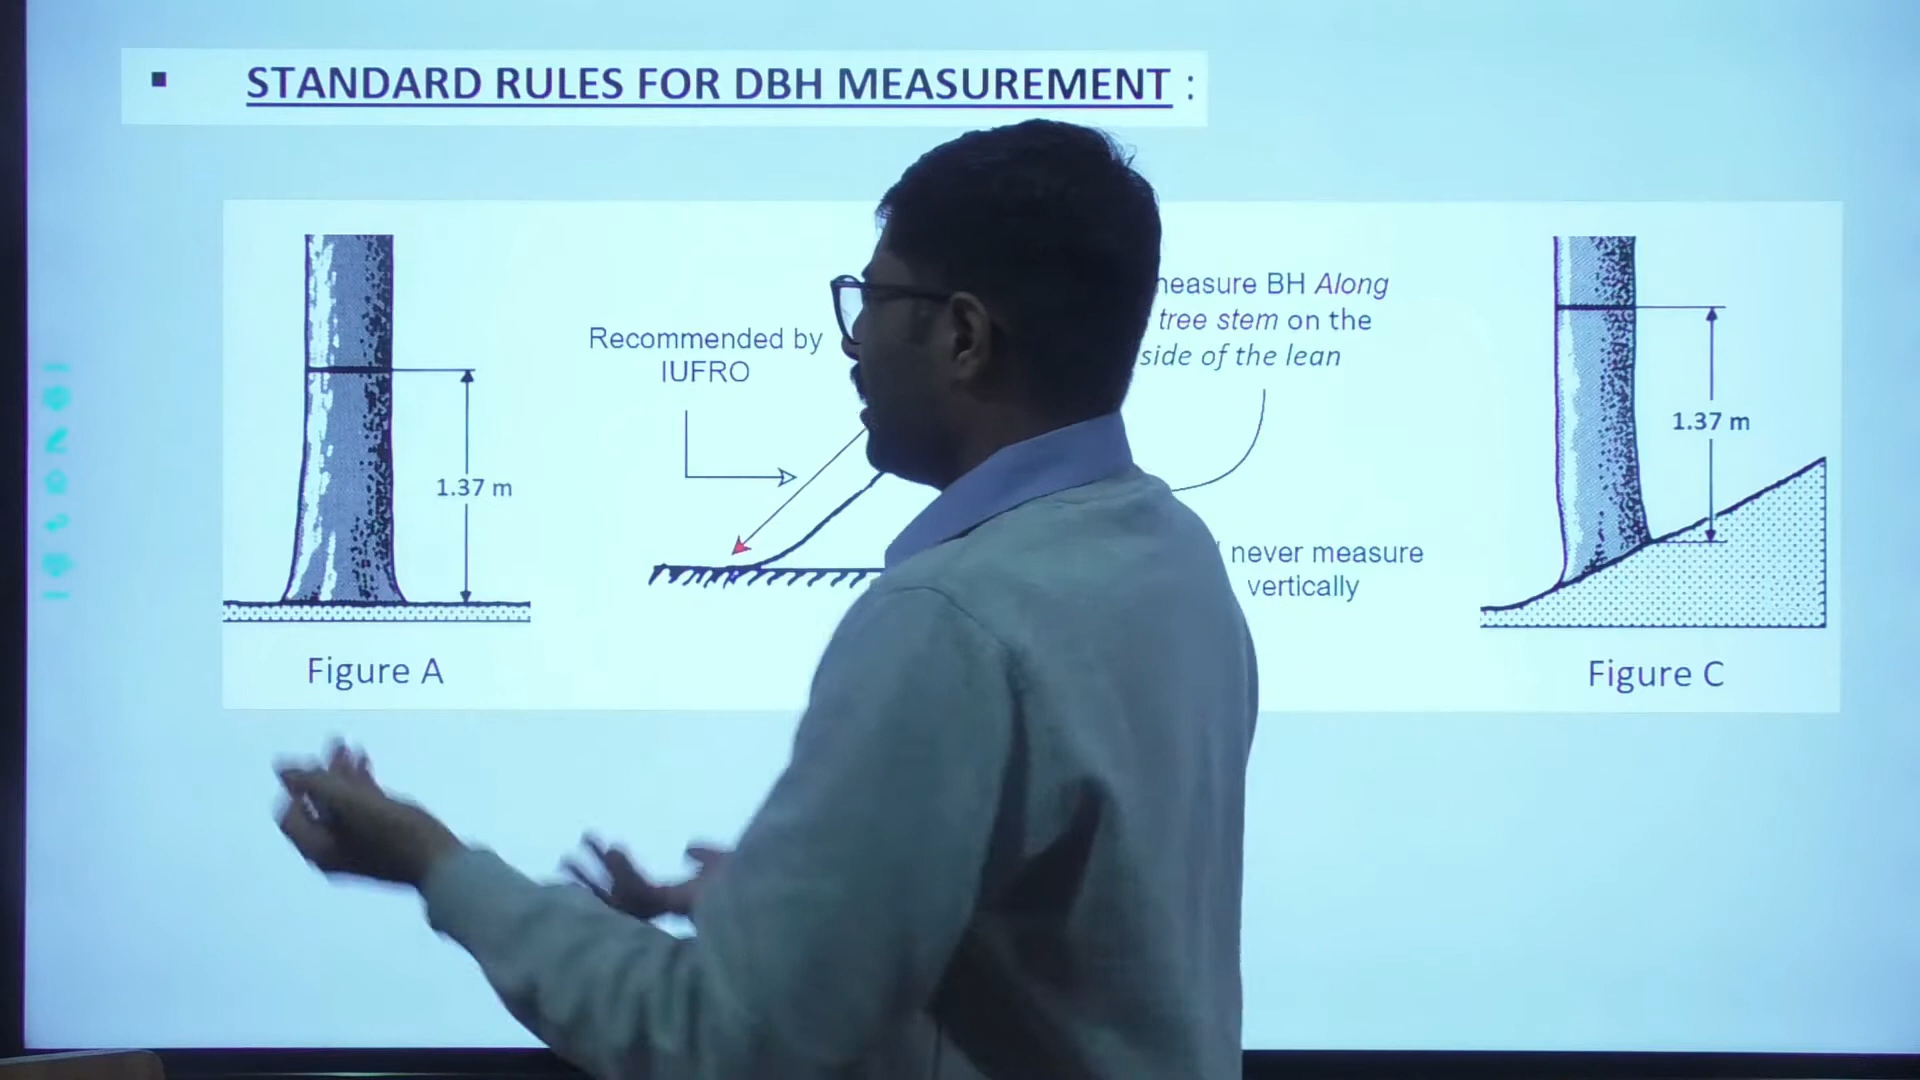 ▪ STANDARD RULES FOR DBH MEASUREMENT :
Recommended by
IUFRO
measure BH Along
tree stem on the
side of the lean
1.37 m
1.37 m
never measure
vertically
Figure A
Figure C